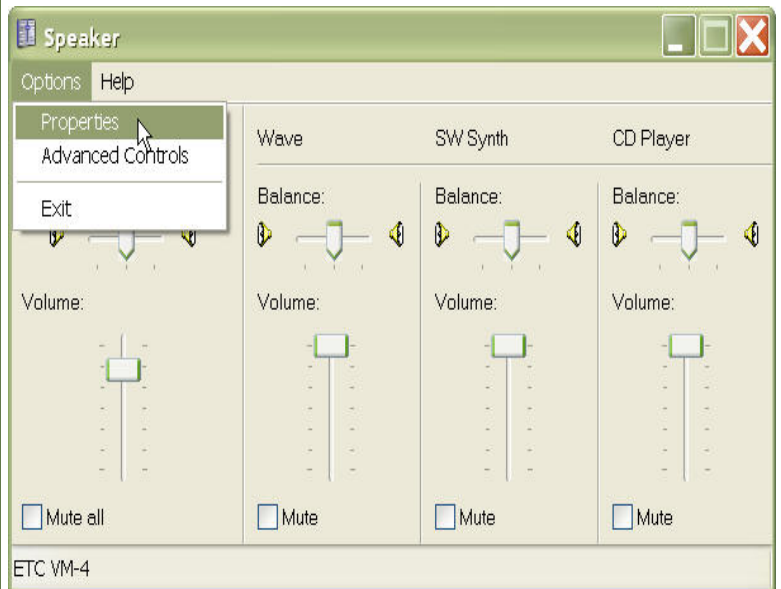 Speaker
Options Help
Properties
Advanced Controls
Exit
Wave SW Synth CD Player
Balance: Balance: Balance:
Volume: Volume: Volume: Volume:
Mute all Mute Mute Mute
ETC VM-4